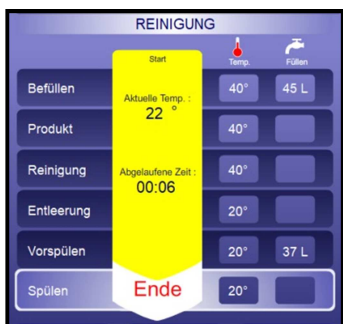 REINIGUNG
Start
Temp. Füllen
Befüllen 40° 45 L
Aktuelle Temp. :
22 °
Produkt 40°
Reinigung 40°
Abgelaufene Zeit :
00:06
Entleerung 20°
Vorspülen 20° 37 L
Spülen Ende 20°